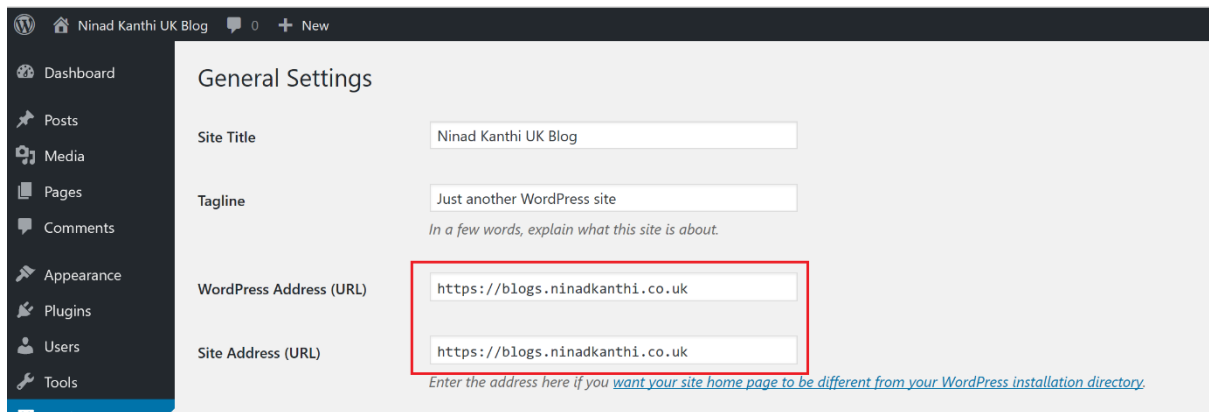 Ninad Kanthi UK Blog 0 New
Dashboard
Posts
Media
Pages
Comments
Appearance
Plugins
Users
Tools
General Settings
Site Title
Ninad Kanthi UK Blog
Tagline
Just another WordPress site
In a few words, explain what this site is about.
WordPress Address (URL)
https://blogs.ninadkanthi.co.uk
Site Address (URL)
https://blogs.ninadkanthi.co.uk
Enter the address here if you want your site home page to be different from your WordPress installation directory.